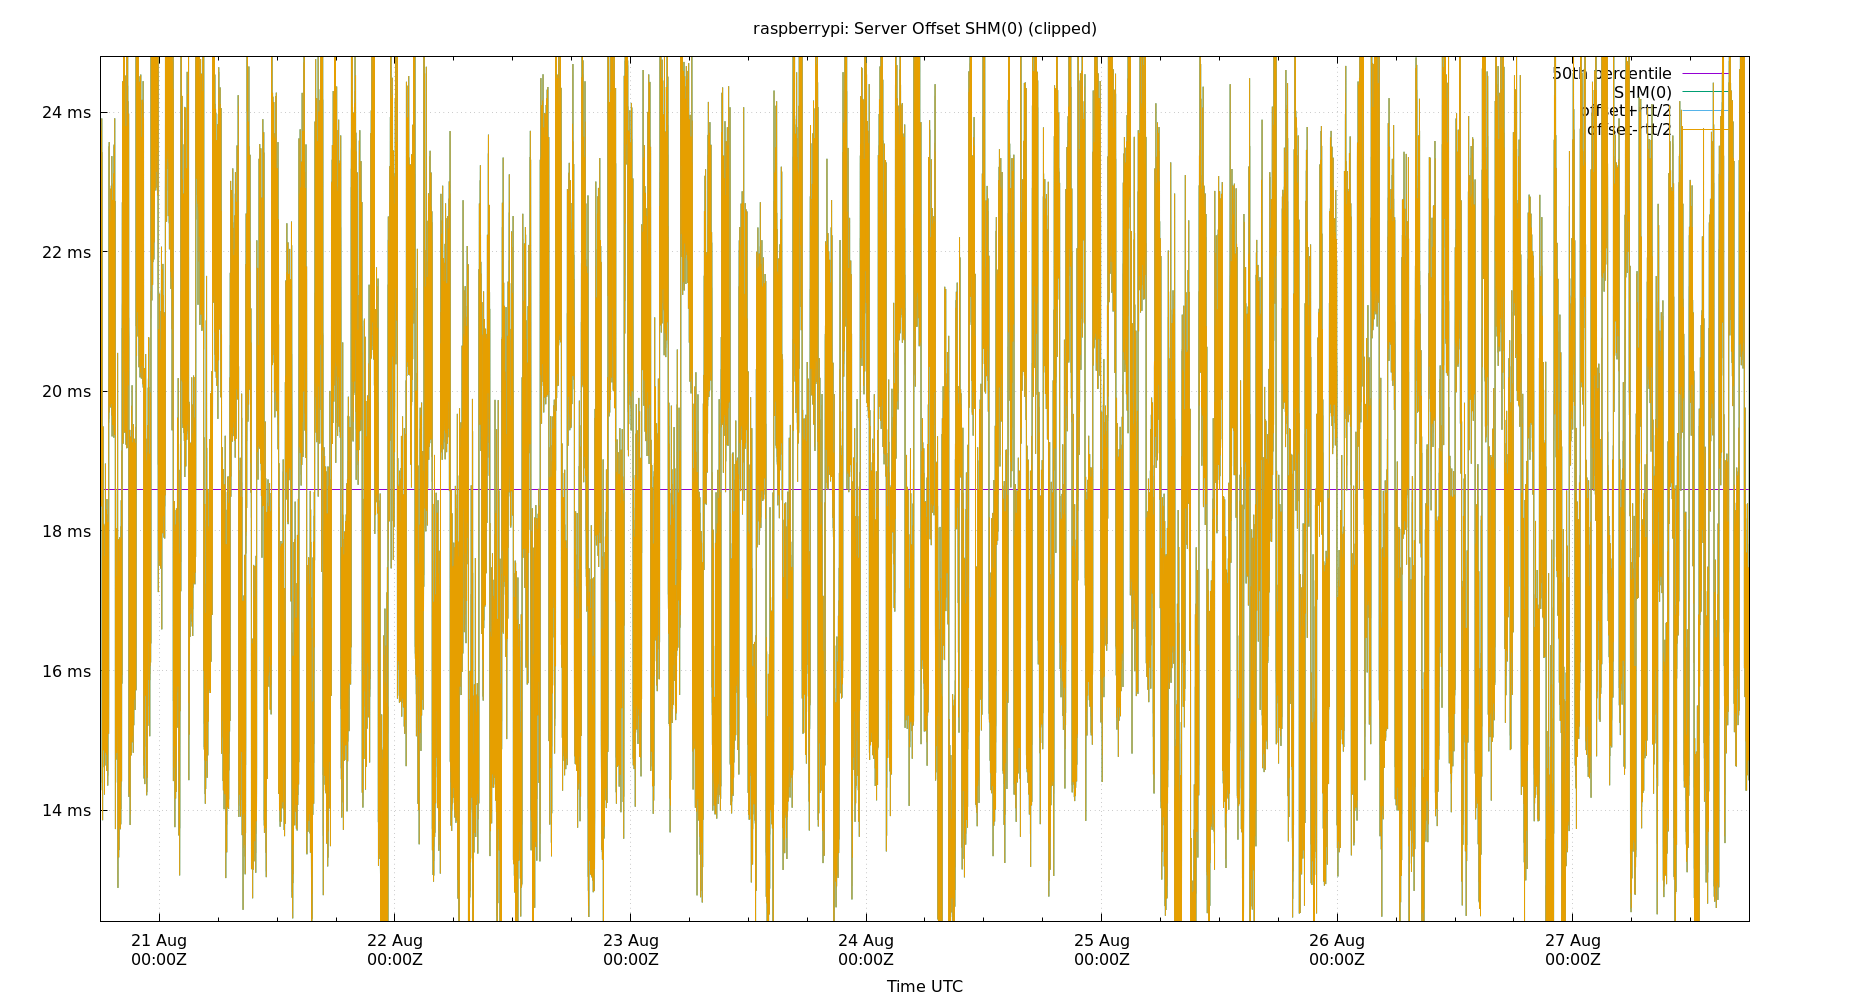 raspberrypi: Server Offset SHM(0) (clipped)
50th percentile
SHM(0)
offset+rtt/2
offset-rtt/2
24 ms
22 ms
20 ms
18 ms
16 ms
14 ms
21 Aug 22 Aug 23 Aug 24 Aug 25 Aug 26 Aug 27 Aug
00:00Z 00:00Z 00:00Z 00:00Z 00:00Z 00:00Z 00:00Z
Time UTC